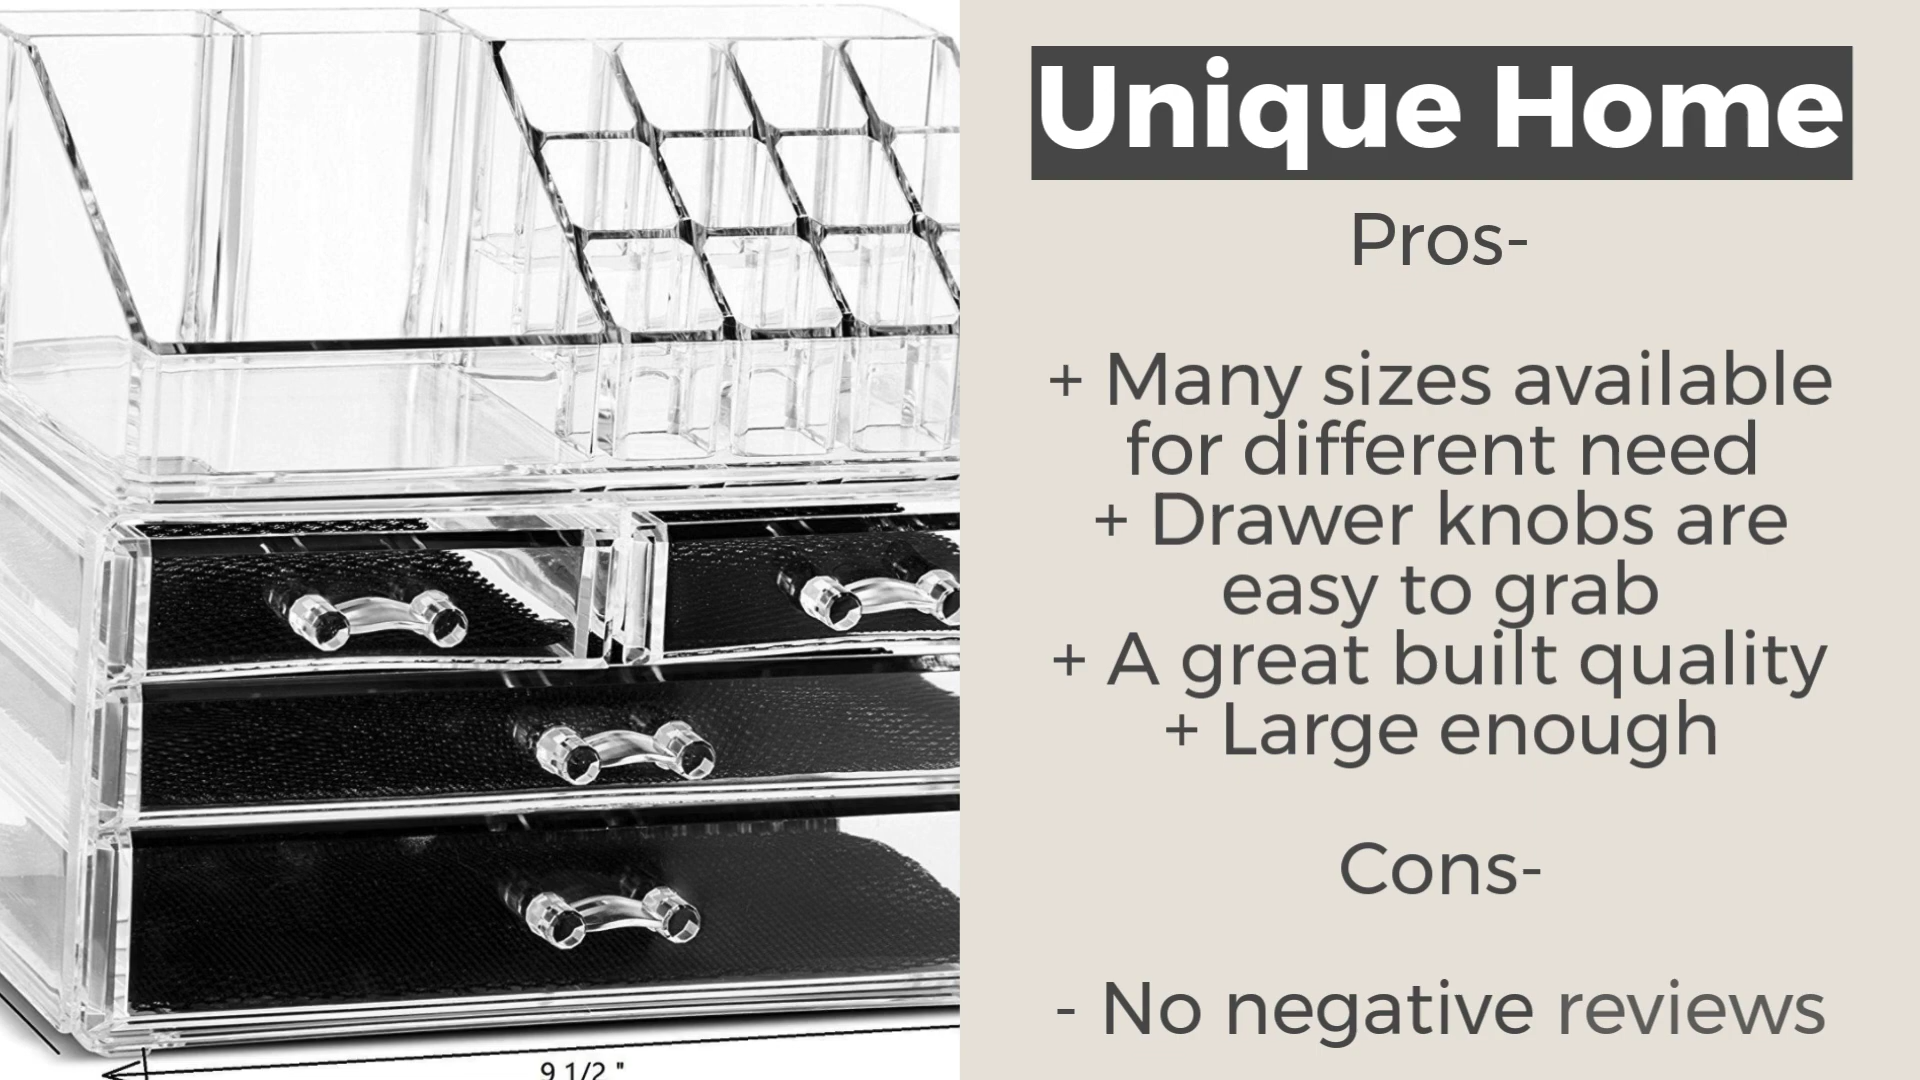 Unique Home
Pros-
+ Many sizes available
for different need
+ Drawer knobs are
easy to grab
+ A great built quality
+ Large enough
Cons-
- No negative reviews
9 1/2 "